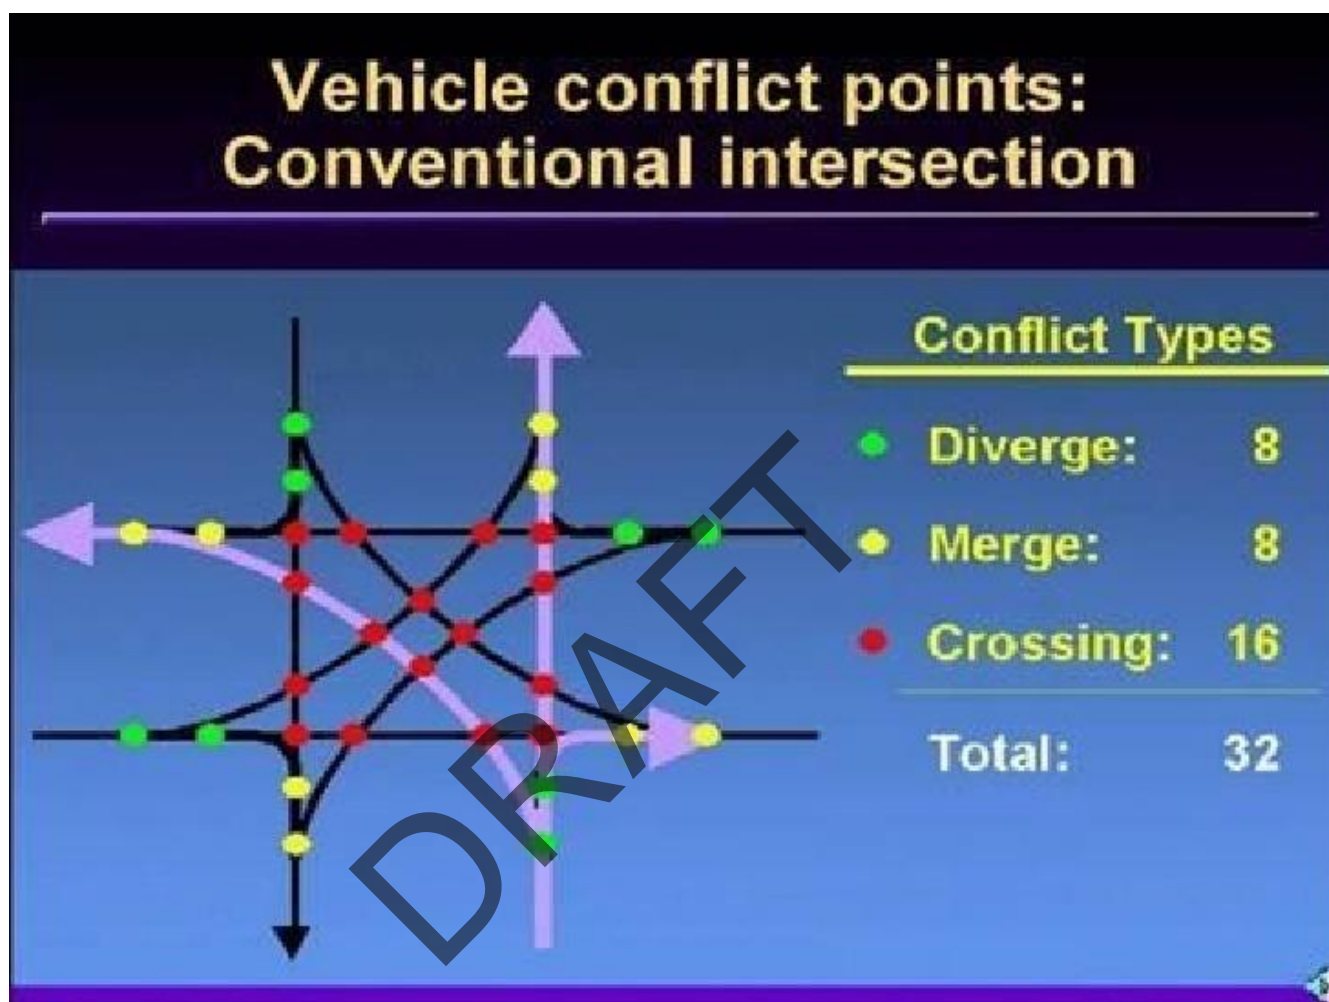 Vehicle conflict points:
Conventional intersection
Conflict Types
Diverge: 8
Merge: 8
Crossing: 16
Total: 32
DRAFT